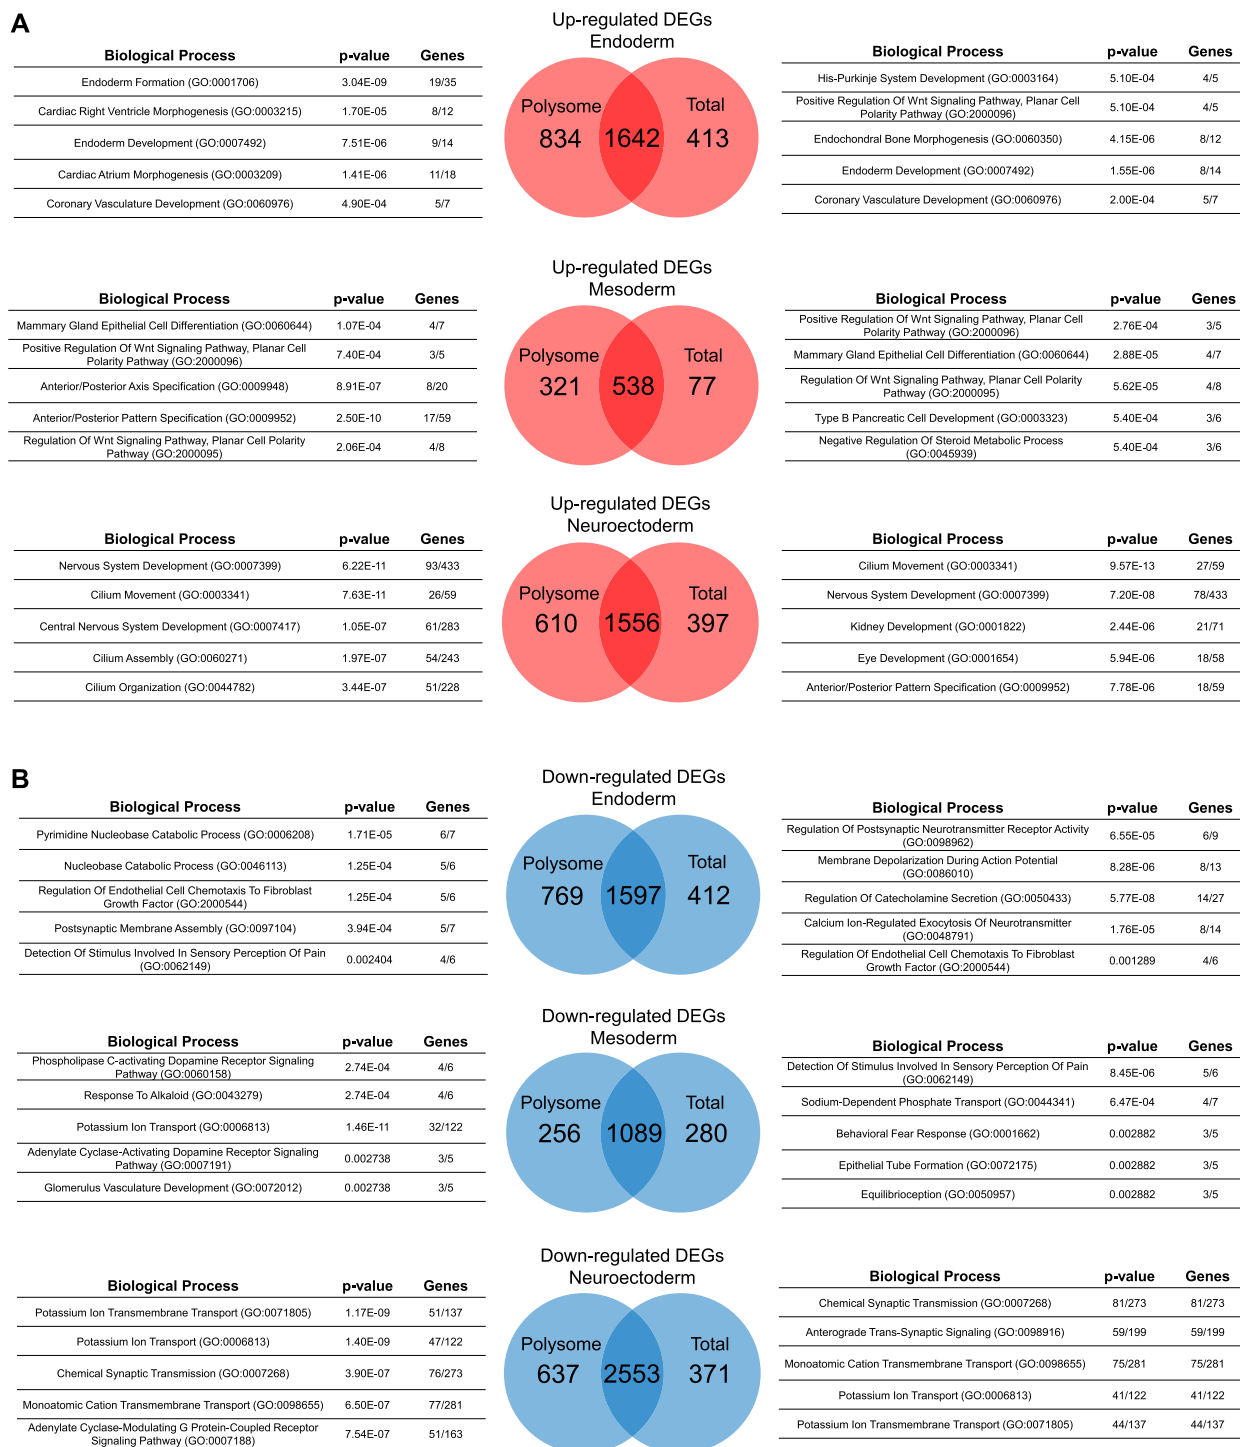 A
Up-regulated DEGs
Endoderm
Biological Process p-value Genes
Endoderm Formation (GO:0001706) 3.04E-09 19/35
Cardiac Right Ventricle Morphogenesis (GO:0003215) 1.70E-05 8/12
Endoderm Development (GO:0007492) 7.51E-06 9/14
Cardiac Atrium Morphogenesis (GO:0003209) 1.41E-06 11/18
Coronary Vasculature Development (GO:0060976) 4.90E-04 5/7
Polysome Total
834 1642 413
Biological Process p-value Genes
His-Purkinje System Development (GO:0003164) 5.10E-04 4/5
Positive Regulation Of Wnt Signaling Pathway, Planar Cell
Polarity Pathway (GO:2000096) 5.10E-04 4/5
Endochondral Bone Morphogenesis (GO:0060350) 4.15E-06 8/12
Endoderm Development (GO:0007492) 1.55E-06 8/14
Coronary Vasculature Development (GO:0060976) 2.00E-04 5/7
Up-regulated DEGs
Mesoderm
Biological Process p-value Genes
Mammary Gland Epithelial Cell Differentiation (GO:0060644) 1.07E-04 4/7
Positive Regulation Of Wnt Signaling Pathway, Planar Cell
Polarity Pathway (GO:2000096) 7.40E-04 3/5
Anterior/Posterior Axis Specification (GO:0009948) 8.91E-07 8/20
Anterior/Posterior Pattern Specification (GO:0009952) 2.50E-10 17/59
Regulation Of Wnt Signaling Pathway, Planar Cell Polarity
Pathway (GO:2000095) 2.06E-04 4/8
Polysome Total
321 538 77
Biological Process p-value Genes
Positive Regulation Of Wnt Signaling Pathway, Planar Cell
Polarity Pathway (GO:2000096) 2.76E-04 3/5
Mammary Gland Epithelial Cell Differentiation (GO:0060644) 2.88E-05 4/7
Regulation Of Wnt Signaling Pathway, Planar Cell Polarity
Pathway (GO:2000095) 5.62E-05 4/8
Type B Pancreatic Cell Development (GO:0003323) 5.40E-04 3/6
Negative Regulation Of Steroid Metabolic Process
(GO:0045939) 5.40E-04 3/6
Up-regulated DEGs
Neuroectoderm
Biological Process p-value Genes
Nervous System Development (GO:0007399) 6.22E-11 93/433
Cilium Movement (GO:0003341) 7.63E-11 26/59
Central Nervous System Development (GO:0007417) 1.05E-07 61/283
Cilium Assembly (GO:0060271) 1.97E-07 54/243
Cilium Organization (GO:0044782) 3.44E-07 51/228
Polysome Total
610 1556 397
Biological Process p-value Genes
Cilium Movement (GO:0003341) 9.57E-13 27/59
Nervous System Development (GO:0007399) 7.20E-08 78/433
Kidney Development (GO:0001822) 2.44E-06 21/71
Eye Development (GO:0001654) 5.94E-06 18/58
Anterior/Posterior Pattern Specification (GO:0009952) 7.78E-06 18/59
B
Down-regulated DEGs
Endoderm
Biological Process p-value Genes
Pyrimidine Nucleobase Catabolic Process (GO:0006208) 1.71E-05 6/7
Nucleobase Catabolic Process (GO:0046113) 1.25E-04 5/6
Regulation Of Endothelial Cell Chemotaxis To Fibroblast
Growth Factor (GO:2000544) 1.25E-04 5/6
Postsynaptic Membrane Assembly (GO:0097104) 3.94E-04 5/7
Detection Of Stimulus Involved In Sensory Perception Of Pain
(GO:0062149) 0.002404 4/6
Polysome Total
769 1597 412
Biological Process p-value Genes
Regulation Of Postsynaptic Neurotransmitter Receptor Activity
(GO:0098962) 6.55E-05 6/9
Membrane Depolarization During Action Potential
(GO:0086010) 8.28E-06 8/13
Regulation Of Catecholamine Secretion (GO:0050433) 5.77E-08 14/27
Calcium Ion-Regulated Exocytosis Of Neurotransmitter
(GO:0048791) 1.76E-05 8/14
Regulation Of Endothelial Cell Chemotaxis To Fibroblast
Growth Factor (GO:2000544) 0.001289 4/6
Down-regulated DEGs
Mesoderm
Biological Process p-value Genes
Phospholipase C-activating Dopamine Receptor Signaling
Pathway (GO:0060158) 2.74E-04 4/6
Response To Alkaloid (GO:0043279) 2.74E-04 4/6
Potassium Ion Transport (GO:0006813) 1.46E-11 32/122
Adenylate Cyclase-Activating Dopamine Receptor Signaling
Pathway (GO:0007191) 0.002738 3/5
Glomerulus Vasculature Development (GO:0072012) 0.002738 3/5
Polysome Total
256 1089 280
Biological Process p-value Genes
Detection Of Stimulus Involved In Sensory Perception Of Pain
(GO:0062149) 8.45E-06 5/6
Sodium-Dependent Phosphate Transport (GO:0044341) 6.47E-04 4/7
Behavioral Fear Response (GO:0001662) 0.002882 3/5
Epithelial Tube Formation (GO:0072175) 0.002882 3/5
Equilibrioception (GO:0050957) 0.002882 3/5
Down-regulated DEGs
Neuroectoderm
Biological Process p-value Genes
Potassium Ion Transmembrane Transport (GO:0071805) 1.17E-09 51/137
Potassium Ion Transport (GO:0006813) 1.40E-09 47/122
Chemical Synaptic Transmission (GO:0007268) 3.90E-07 76/273
Monoatomic Cation Transmembrane Transport (GO:0098655) 6.50E-07 77/281
Adenylate Cyclase-Modulating G Protein-Coupled Receptor
Signaling Pathway (GO:0007188) 7.54E-07 51/163
Polysome Total
637 2553 371
Biological Process p-value Genes
Chemical Synaptic Transmission (GO:0007268) 81/273 81/273
Anterograde Trans-Synaptic Signaling (GO:0098916) 59/199 59/199
Monoatomic Cation Transmembrane Transport (GO:0098655) 75/281 75/281
Potassium Ion Transport (GO:0006813) 41/122 41/122
Potassium Ion Transmembrane Transport (GO:0071805) 44/137 44/137